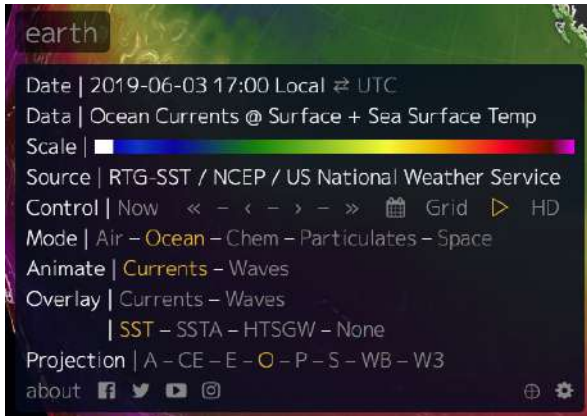 earth
Date | 2019-06-03 17:00 Local ⇄ UTC
Data | Ocean Currents @ Surface + Sea Surface Temp
Scale |
Source | RTG-SST / NCEP / US National Weather Service
Control | Now « – ‹ – › – » Grid HD
Mode | Air – Ocean – Chem – Particulates – Space
Animate | Currents – Waves
Overlay | Currents – Waves
| SST – SSTA – HTSGW – None
Projection | A – CE – E – O – P – S – WB – W3
about